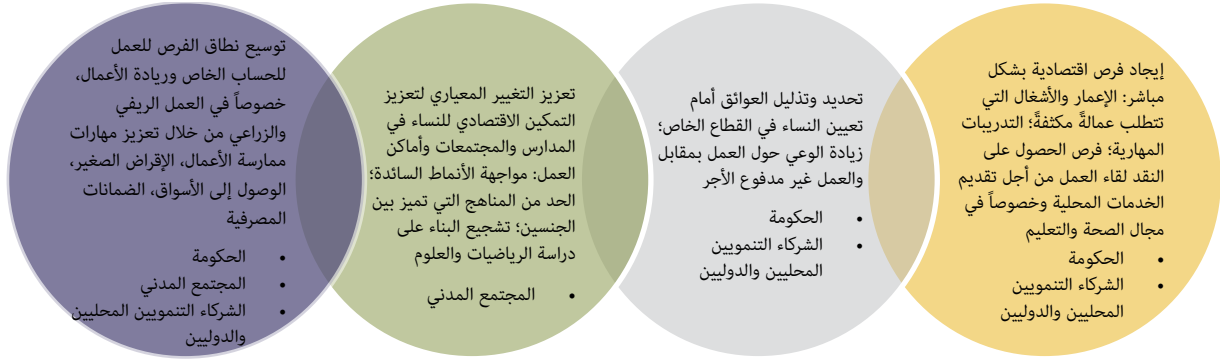 إيجاد فرص اقتصادية بشكل
مباشر: الإعمار والأشغال التي
تتطلب عمالةً مكثفةً؛ التدريبات
المهارية؛ فرص الحصول على
النقد لقاء العمل من أجل تقديم
الخدمات المحلية وخصوصاً في
مجال الصحة والتعليم
• الحكومة
• الشركاء التنمويين
المحليين والدوليين
تحديد وتذليل العوائق أمام
تعيين النساء في القطاع الخاص؛
زيادة الوعي حول العمل بمقابل
والعمل غير مدفوع الأجر
• الحكومة
• الشركاء التنمويين
المحليين والدوليين
تعزيز التغيير المعياري لتعزيز
التمكين الاقتصادي للنساء في
المدارس والمجتمعات وأماكن
العمل: مواجهة الأنماط السائدة؛
الحد من المناهج التي تميز بين
الجنسين؛ تشجيع البناء على
دراسة الرياضيات والعلوم
• المجتمع المدني
توسيع نطاق الفرص للعمل
للحساب الخاص وريادة الأعمال،
خصوصاً في العمل الريفي
والزراعي من خلال تعزيز مهارات
ممارسة الأعمال، الإقراض الصغير،
الوصول إلى الأسواق، الضمانات
المصرفية
• الحكومة
• المجتمع المدني
• الشركاء التنمويين المحليين
والدوليين